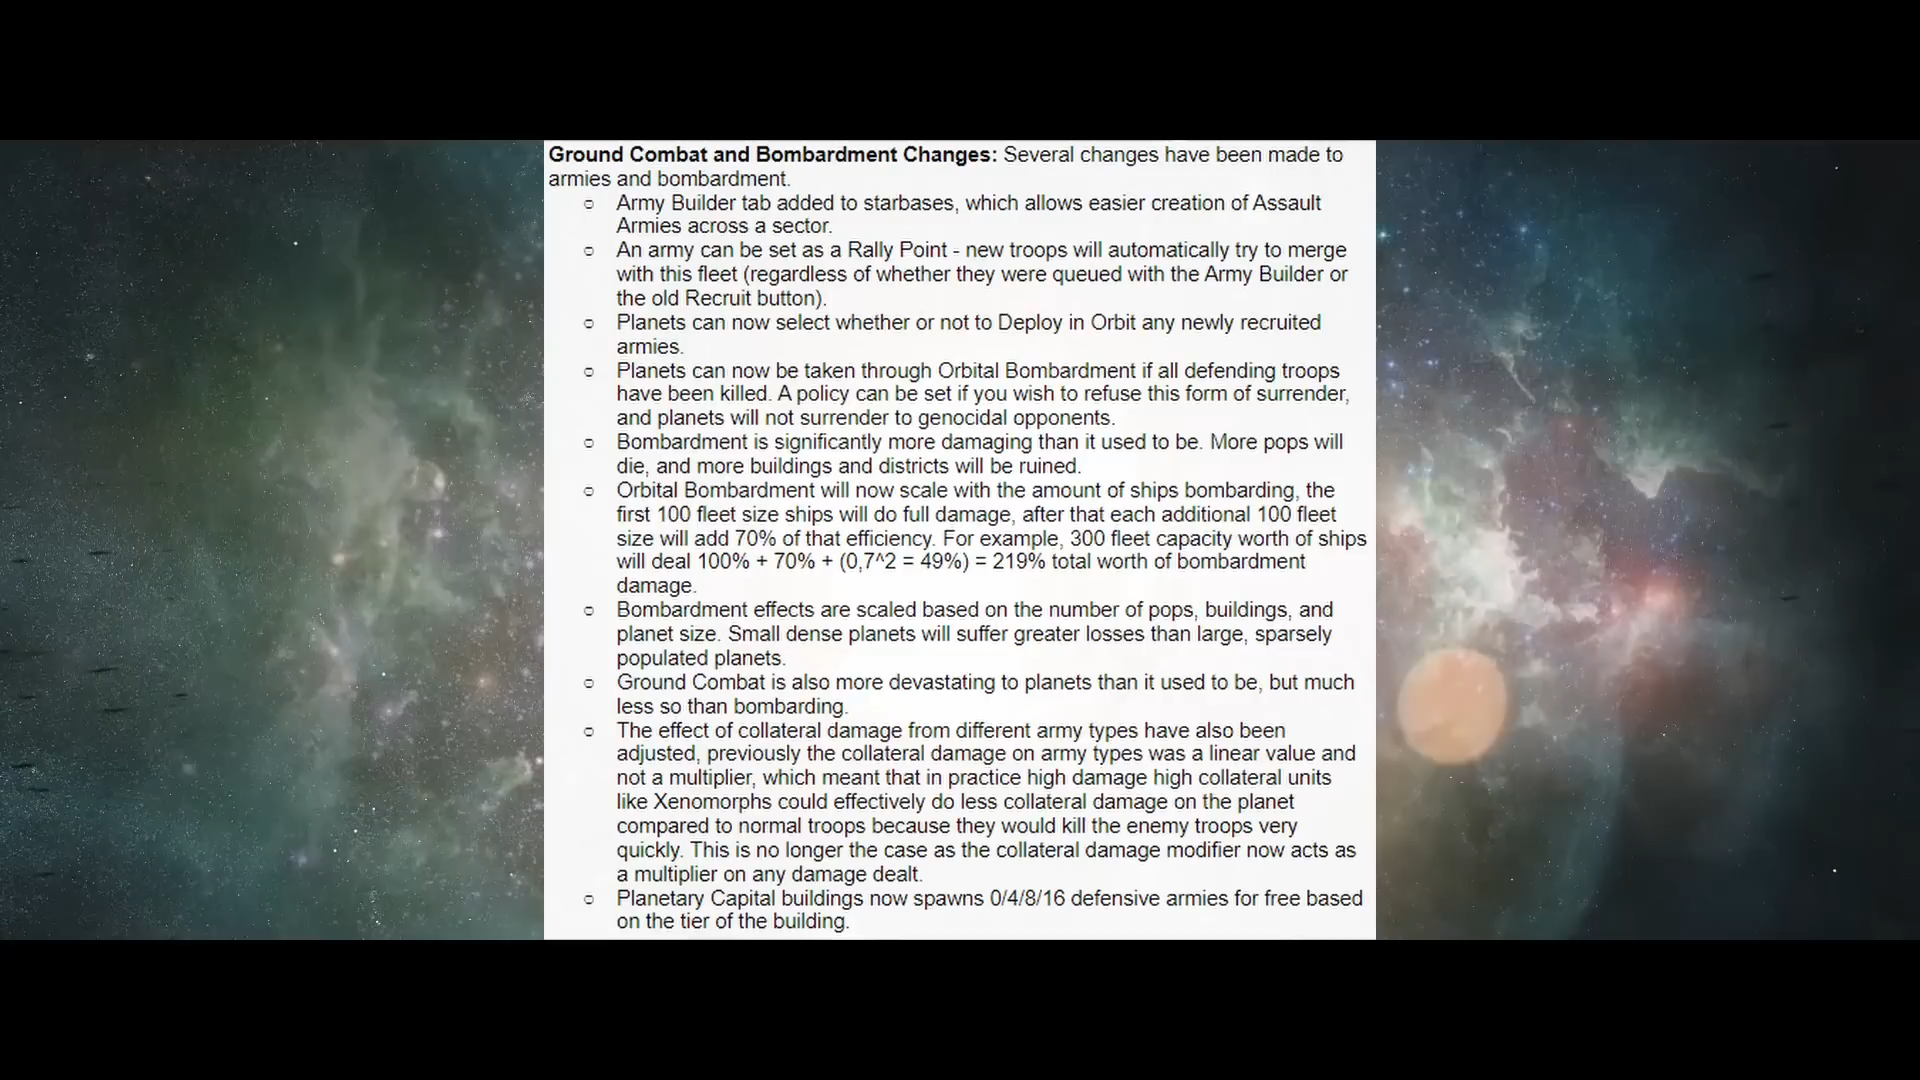 Ground Combat and Bombardment Changes: Several changes have been made to
armies and bombardment.
○ Army Builder tab added to starbases, which allows easier creation of Assault
Armies across a sector.
○ An army can be set as a Rally Point - new troops will automatically try to merge
with this fleet (regardless of whether they were queued with the Army Builder or
the old Recruit button).
○ Planets can now select whether or not to Deploy in Orbit any newly recruited
armies.
○ Planets can now be taken through Orbital Bombardment if all defending troops
have been killed. A policy can be set if you wish to refuse this form of surrender,
and planets will not surrender to genocidal opponents.
○ Bombardment is significantly more damaging than it used to be. More pops will
die, and more buildings and districts will be ruined.
○ Orbital Bombardment will now scale with the amount of ships bombarding, the
first 100 fleet size ships will do full damage, after that each additional 100 fleet
size will add 70% of that efficiency. For example, 300 fleet capacity worth of ships
will deal 100% + 70% + (0,7^2 = 49%) = 219% total worth of bombardment
damage.
○ Bombardment effects are scaled based on the number of pops, buildings, and
planet size. Small dense planets will suffer greater losses than large, sparsely
populated planets.
○ Ground Combat is also more devastating to planets than it used to be, but much
less so than bombarding.
○ The effect of collateral damage from different army types have also been
adjusted, previously the collateral damage on army types was a linear value and
not a multiplier, which meant that in practice high damage high collateral units
like Xenomorphs could effectively do less collateral damage on the planet
compared to normal troops because they would kill the enemy troops very
quickly. This is no longer the case as the collateral damage modifier now acts as
a multiplier on any damage dealt.
○ Planetary Capital buildings now spawns 0/4/8/16 defensive armies for free based
on the tier of the building.